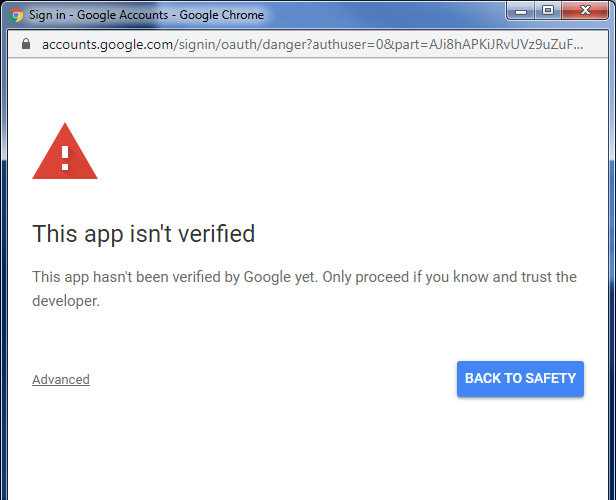 Sign in - Google Accounts - Google Chrome
accounts.google.com/signin/oauth/danger?authuser=0&part=AJi8hAPKiJRvUVz9uZuF...
This app isn't verified
This app hasn't been verified by Google yet. Only proceed if you know and trust the
developer.
Advanced
BACK TO SAFETY